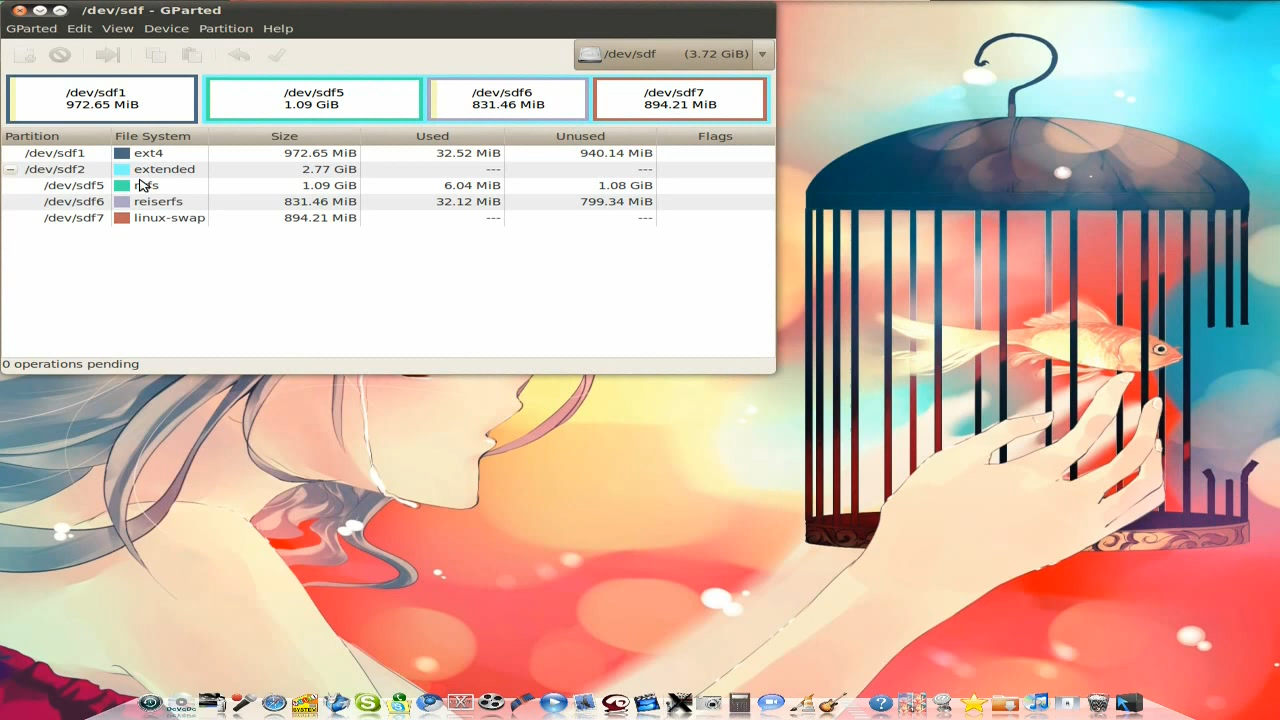 /dev/sdf - GParted
GParted Edit View Device Partition Help
/dev/sdf (3.72 GiB)
/dev/sdf1
972.65 MiB
/dev/sdf5
1.09 GiB
/dev/sdf6
831.46 MiB
/dev/sdf7
894.21 MiB
Partition File System Size Used Unused Flags
/dev/sdf1 ext4 972.65 MiB 32.52 MiB 940.14 MiB
/dev/sdf2 extended 2.77 GiB --- ---
/dev/sdf5 1.09 GiB 6.04 MiB 1.08 GiB
/dev/sdf6 reiserfs 831.46 MiB 32.12 MiB 799.34 MiB
/dev/sdf7 linux-swap 894.21 MiB --- ---
0 operations pending